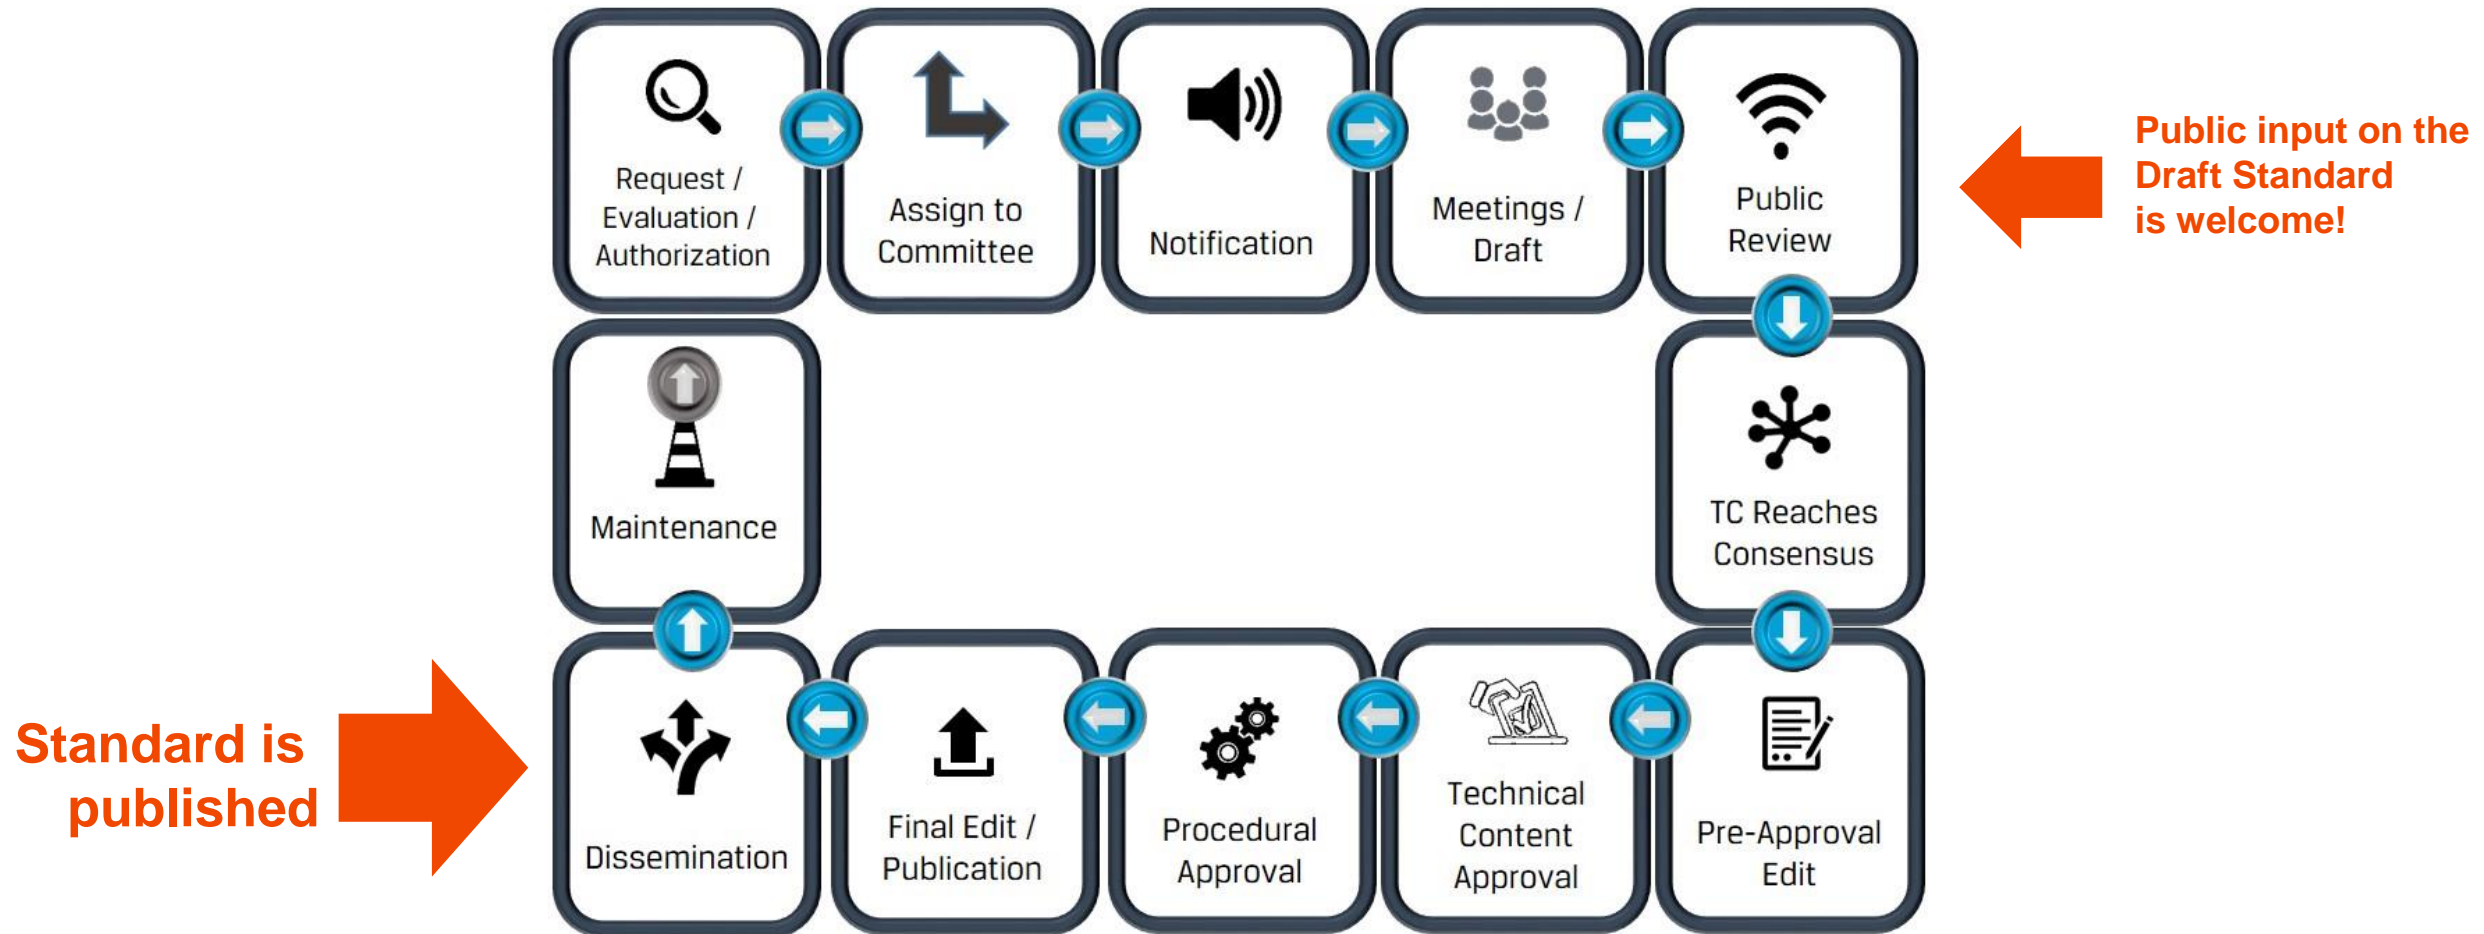 Request /
Evaluation /
Authorization
Assign to
Committee
Notification
Meetings /
Draft
Public
Review
Public input on the
Draft Standard
is welcome!
TC Reaches
Consensus
Pre-Approval
Edit
Technical
Content
Approval
Procedural
Approval
Final Edit /
Publication
Dissemination
Standard is
published
Maintenance